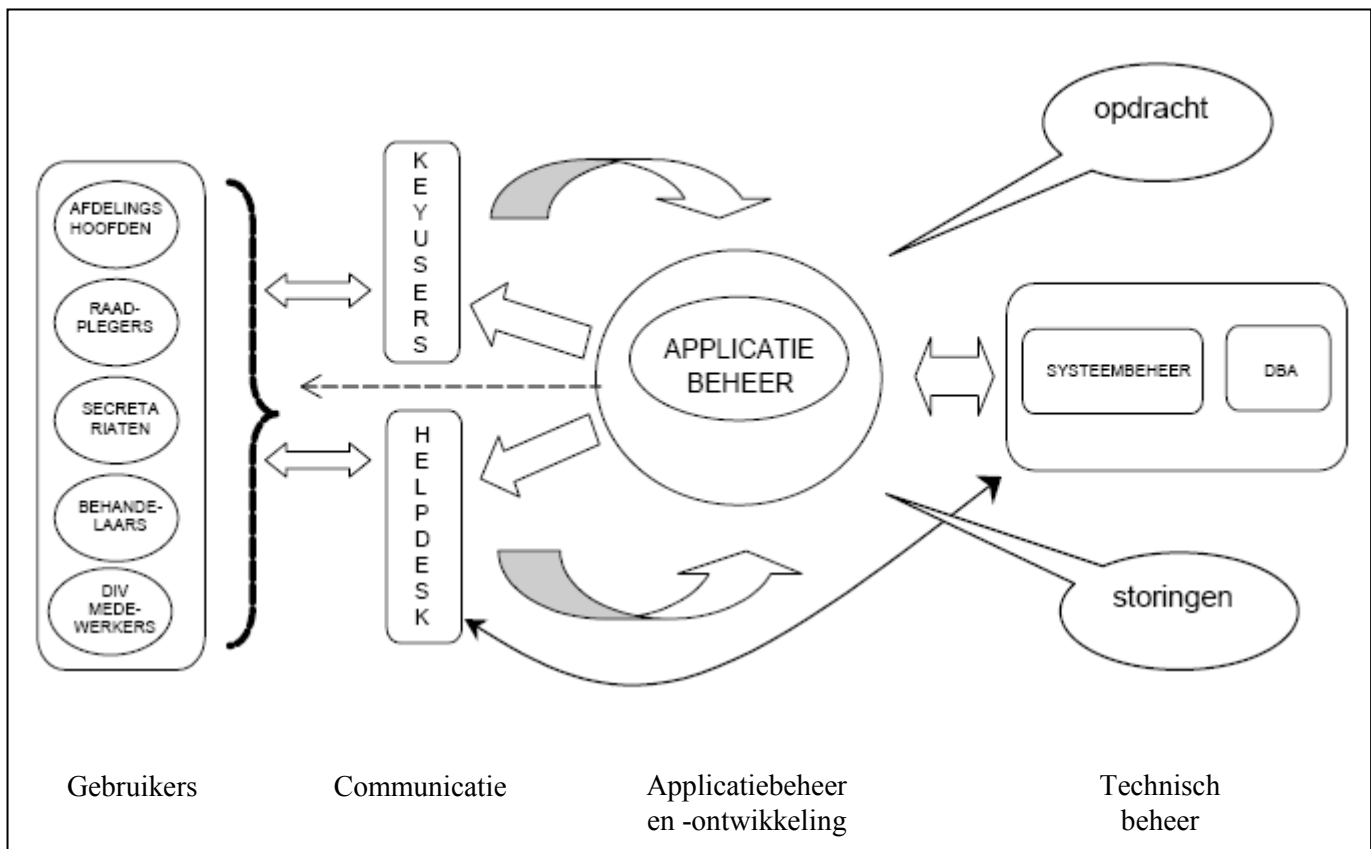 AFDELINGS
HOOFDEN
RAAD-
PLEGERS
SECRETA
RIATEN
BEHANDE-
LAARS
DIV
MEDE-
WERKERS
K
E
Y
U
S
E
R
S
H
E
L
P
D
E
S
K
APPLICATIE
BEHEER
opdracht
SYSTEEMBEHEER
DBA
storingen
Gebruikers
Communicatie
Applicatiebeheer
en -ontwikkeling
Technisch
beheer